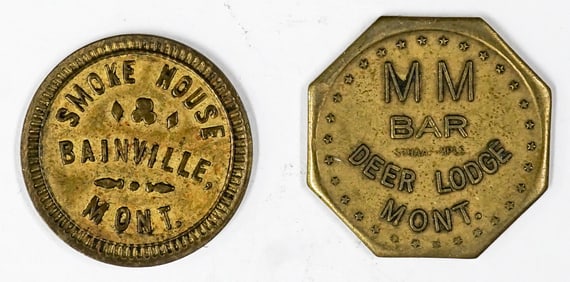 SMOKE HOUSE
BAINVILLE,
MONT.
MM
BAR
DEER LODGE
MONT.